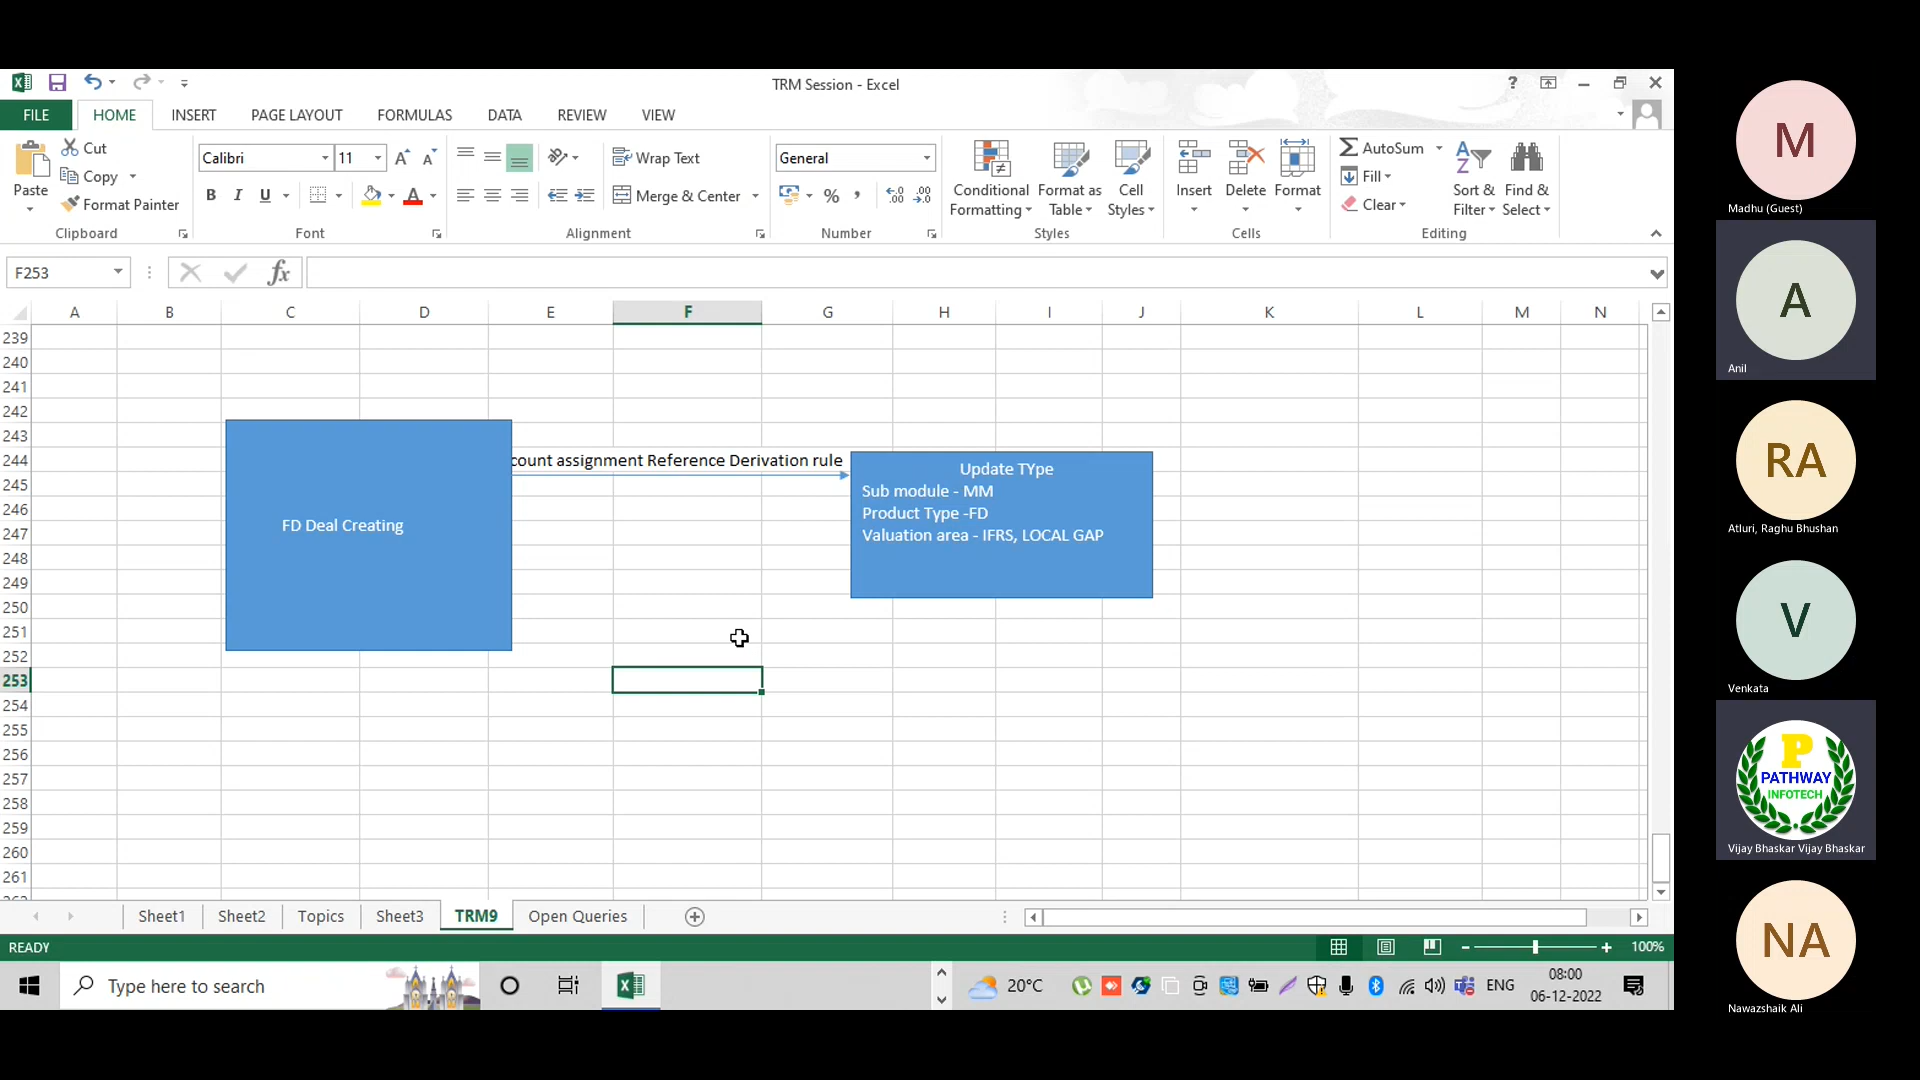 TRM Session - Excel
?
FILE HOME INSERT PAGE LAYOUT FORMULAS DATA REVIEW VIEW
Paste
Cut
Copy
Format Painter
Clipboard
Calibri 11
B I U
Font
Wrap Text
Merge & Center
Alignment
General
%
Number
Conditional Formatting
Format as Table
Cell Styles
Styles
Insert
Delete
Format
Cells
AutoSum
Fill
Clear
Sort & Filter
Find & Select
Editing
F253
fx
A B C D E F G H I J K L M N
239
240
241
242
243
244
245
246
247
248
249
250
251
252
253
254
255
256
257
258
259
260
261
FD Deal Creating
count assignment Reference Derivation rule
Update TYpe
Sub module - MM
Product Type -FD
Valuation area - IFRS, LOCAL GAP
Sheet1 Sheet2 Topics Sheet3 TRM9 Open Queries
READY
100%
Type here to search
20°C
ENG
08:00
06-12-2022
M
Madhu (Guest)
A
Anil
RA
Atluri, Raghu Bhushan
V
Venkata
P
PATHWAY
INFOTECH
Vijay Bhaskar Vijay Bhaskar
NA
Nawazshaik Ali